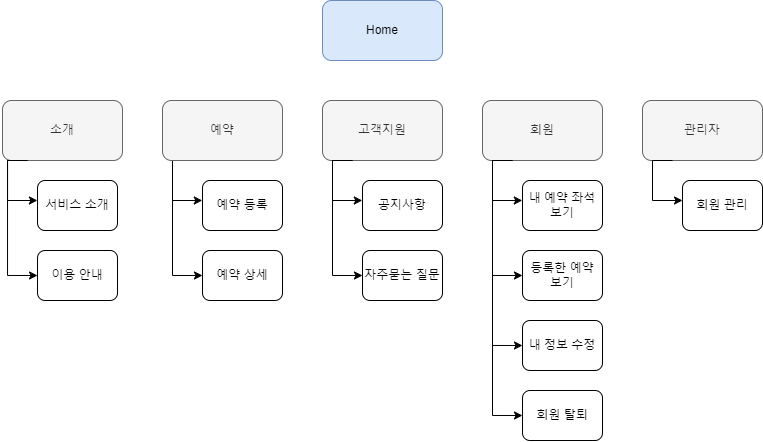 Home
소개
예약
고객지원
회원
관리자
서비스 소개
이용 안내
예약 등록
예약 상세
공지사항
자주묻는 질문
내 예약 좌석
보기
등록한 예약
보기
내 정보 수정
회원 탈퇴
회원 관리